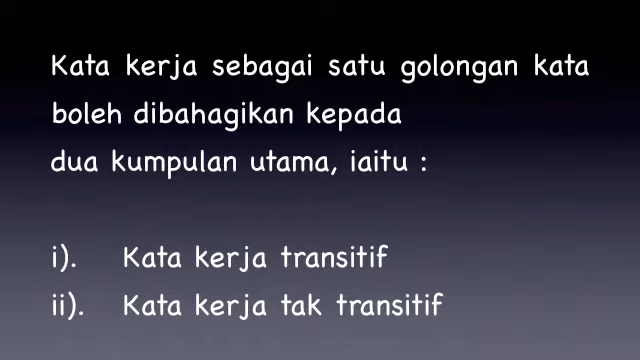 Kata kerja sebagai satu golongan kata
boleh dibahagikan kepada
dua kumpulan utama, iaitu :
i). Kata kerja transitif
ii). Kata kerja tak transitif